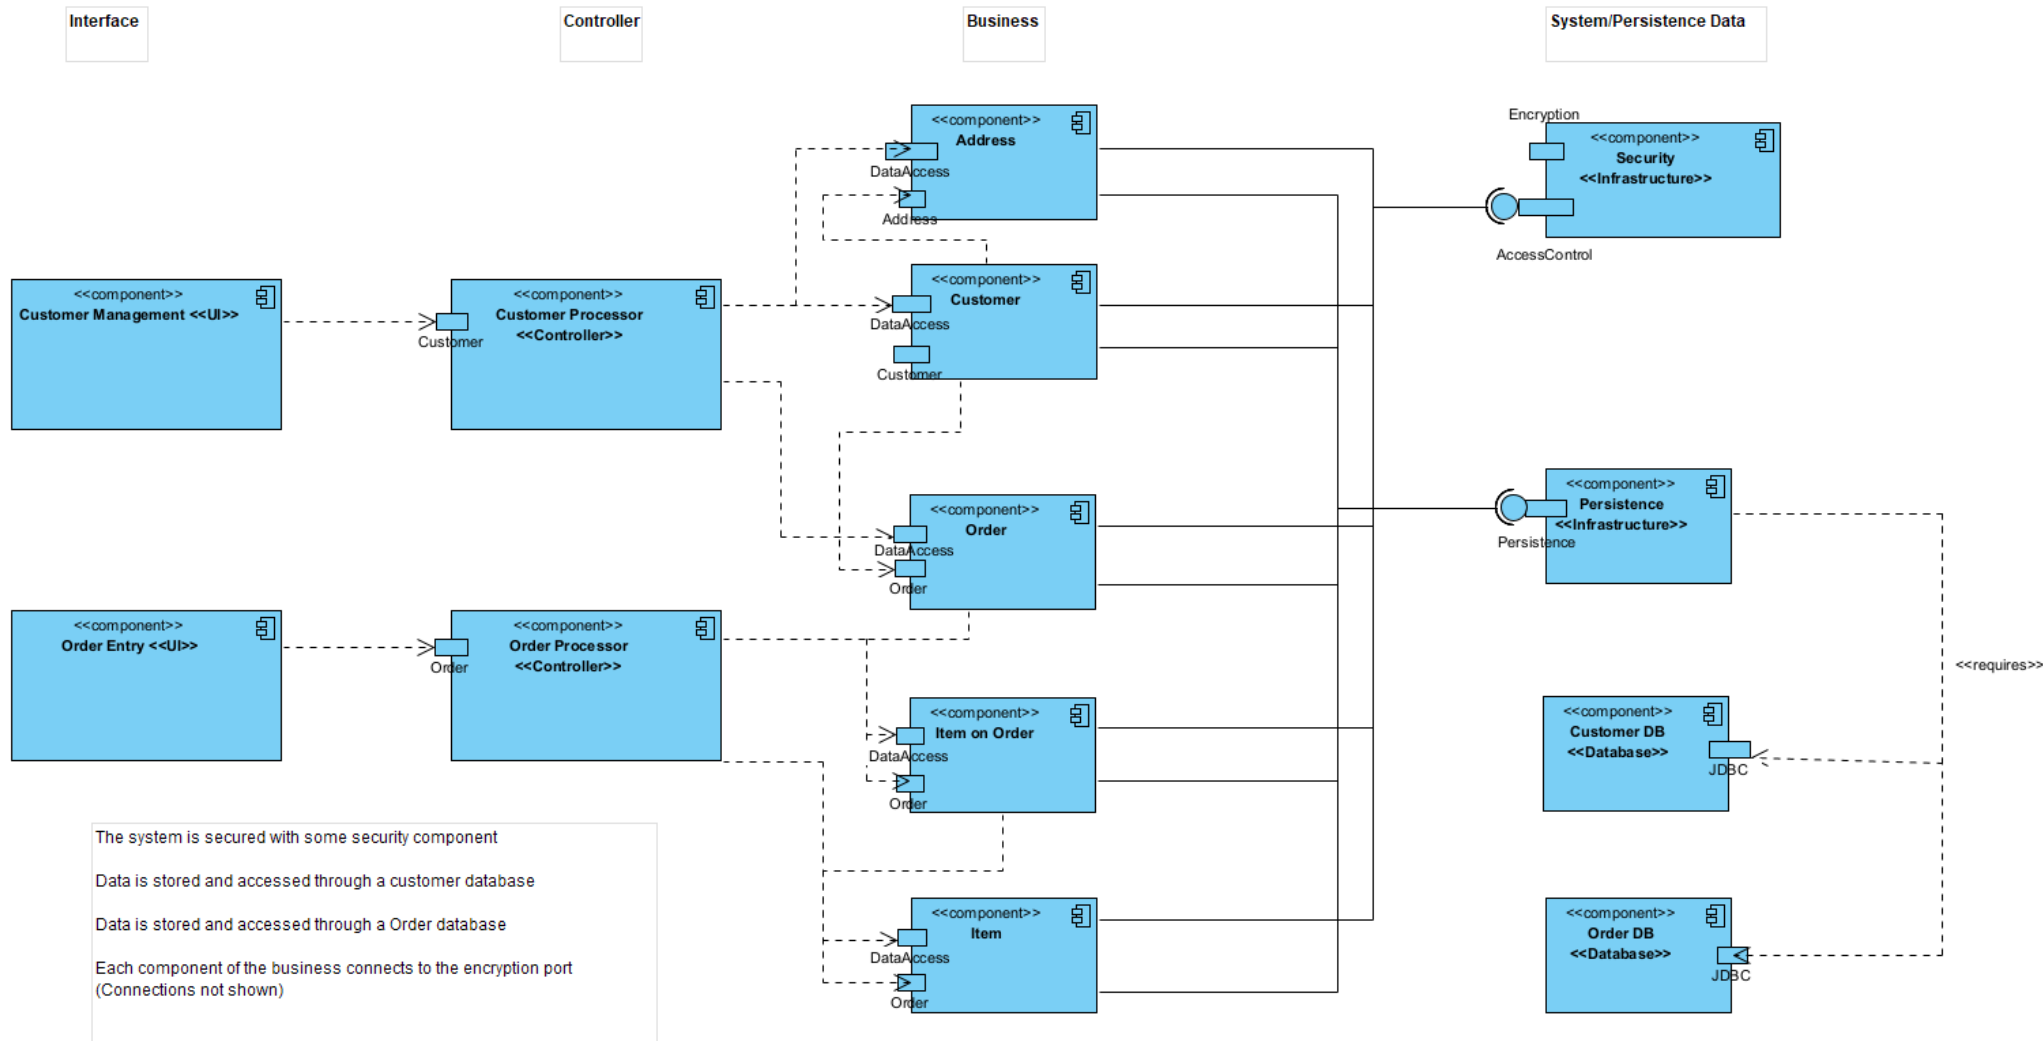 Interface
Controller
Business
System/Persistence Data
<<component>>
Customer Management <<UI>>
<<component>>
Order Entry <<UI>>
The system is secured with some security component
Data is stored and accessed through a customer database
Data is stored and accessed through a Order database
Each component of the business connects to the encryption port
(Connections not shown)
<<component>>
Customer Processor
<<Controller>>
Customer
<<component>>
Order Processor
<<Controller>>
Order
<<component>>
Address
DataAccess
Address
<<component>>
Customer
DataAccess
Customer
<<component>>
Order
DataAccess
Order
<<component>>
Item on Order
DataAccess
Order
<<component>>
Item
DataAccess
Order
Encryption
<<component>>
Security
<<Infrastructure>>
AccessControl
<<component>>
Persistence
<<Infrastructure>>
Persistence
<<requires>>
<<component>>
Customer DB
<<Database>>
JDBC
<<component>>
Order DB
<<Database>>
JDBC